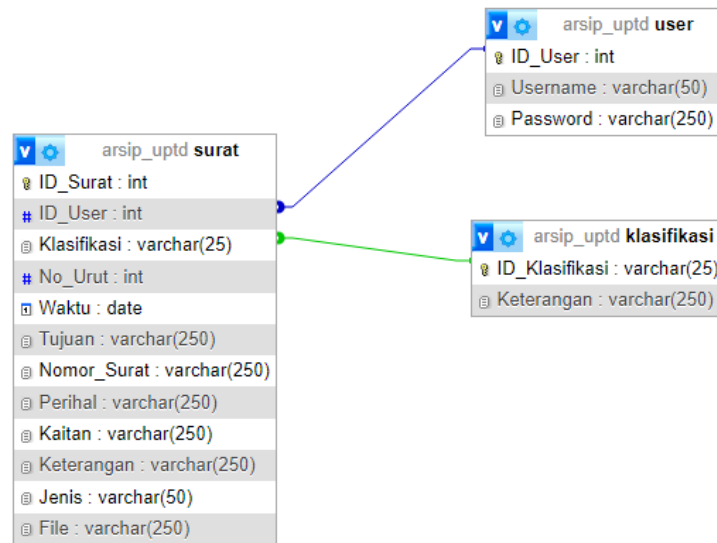 arsip_uptd user
ID_User : int
Username : varchar(50)
Password : varchar(250)
arsip_uptd surat
ID_Surat : int
# ID_User : int
Klasifikasi : varchar(25)
# No_Urut : int
Waktu : date
Tujuan : varchar(250)
Nomor_Surat : varchar(250)
Perihal : varchar(250)
Kaitan : varchar(250)
Keterangan : varchar(250)
Jenis : varchar(50)
File : varchar(250)
arsip_uptd klasifikasi
ID_Klasifikasi : varchar(25)
Keterangan : varchar(250)